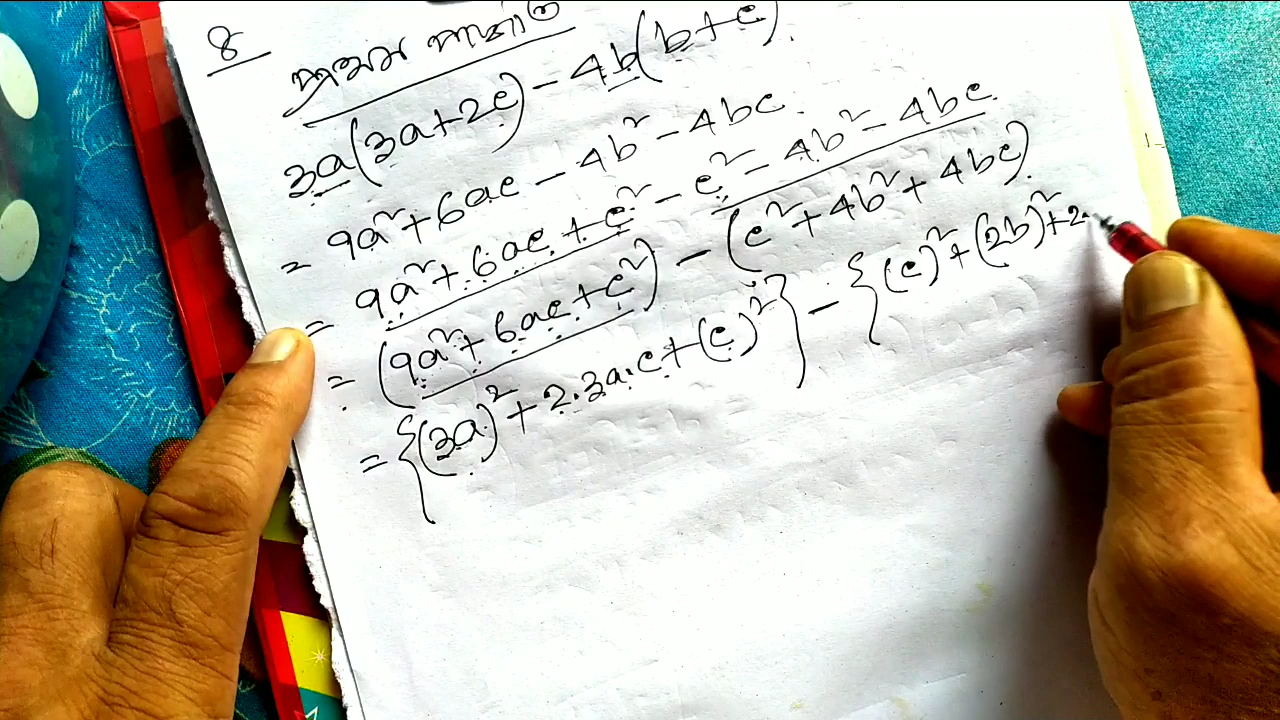 8
প্রথম রাশি
3a(3a+2c) - 4b(b+c).
= 9a²+6ac - 4b² - 4bc.
= 9a²+6ac+c² - c² - 4b² - 4bc
= (9a²+6ac+c²) - (c²+4b²+4bc).
= {(3a)²+2.3a.c+(c)²} - {(c)²+(2b)²+2.